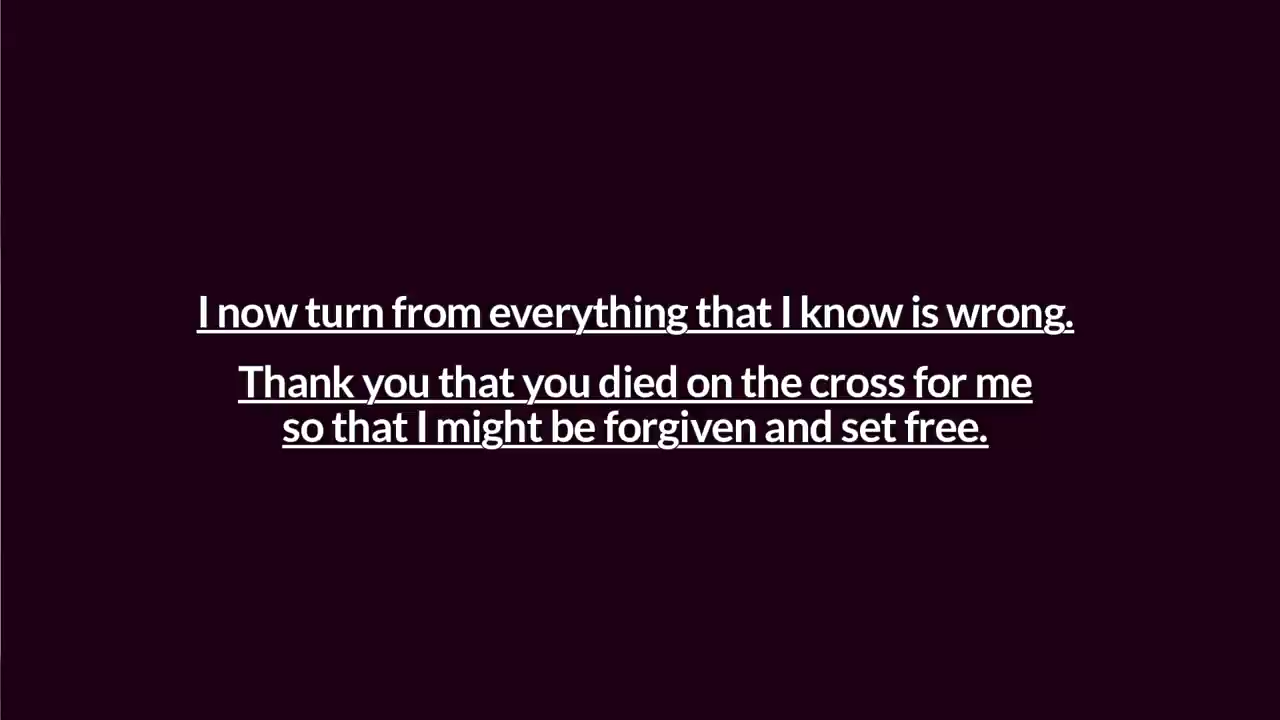 I now turn from everything that I know is wrong.
Thank you that you died on the cross for me
so that I might be forgiven and set free.